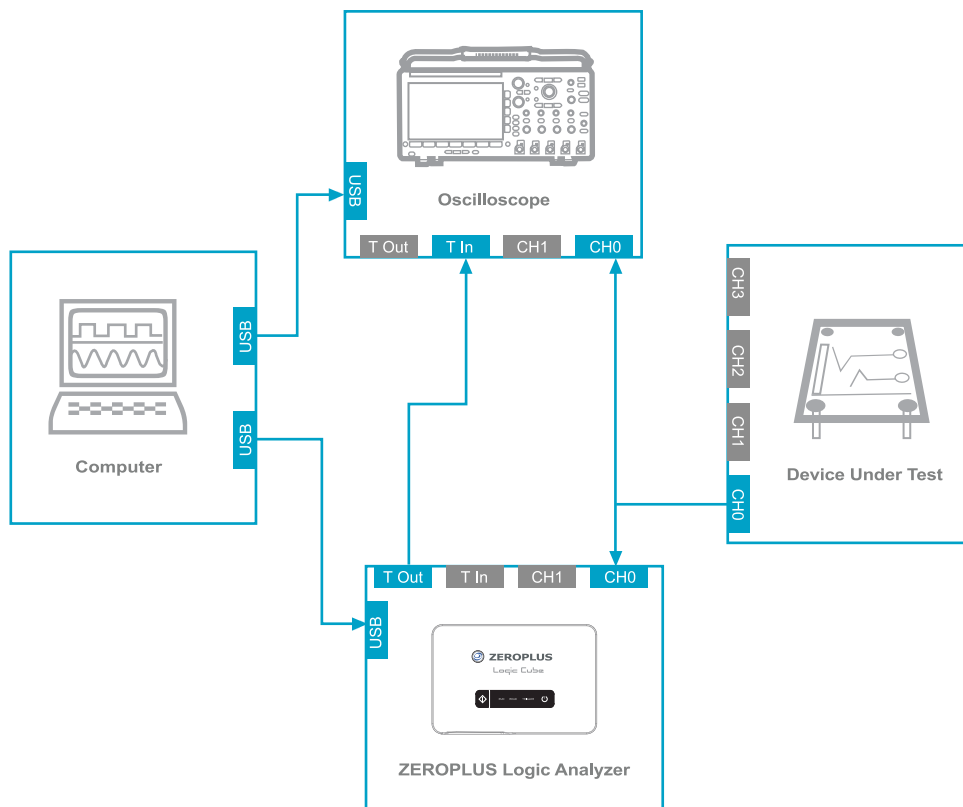 USB
Oscilloscope
T Out
T In
CH1
CH0
USB
USB
Computer
CH3
CH2
CH1
CH0
Device Under Test
T Out
T In
CH1
CH0
USB
ZEROPLUS
Logic Cube
ZEROPLUS Logic Analyzer